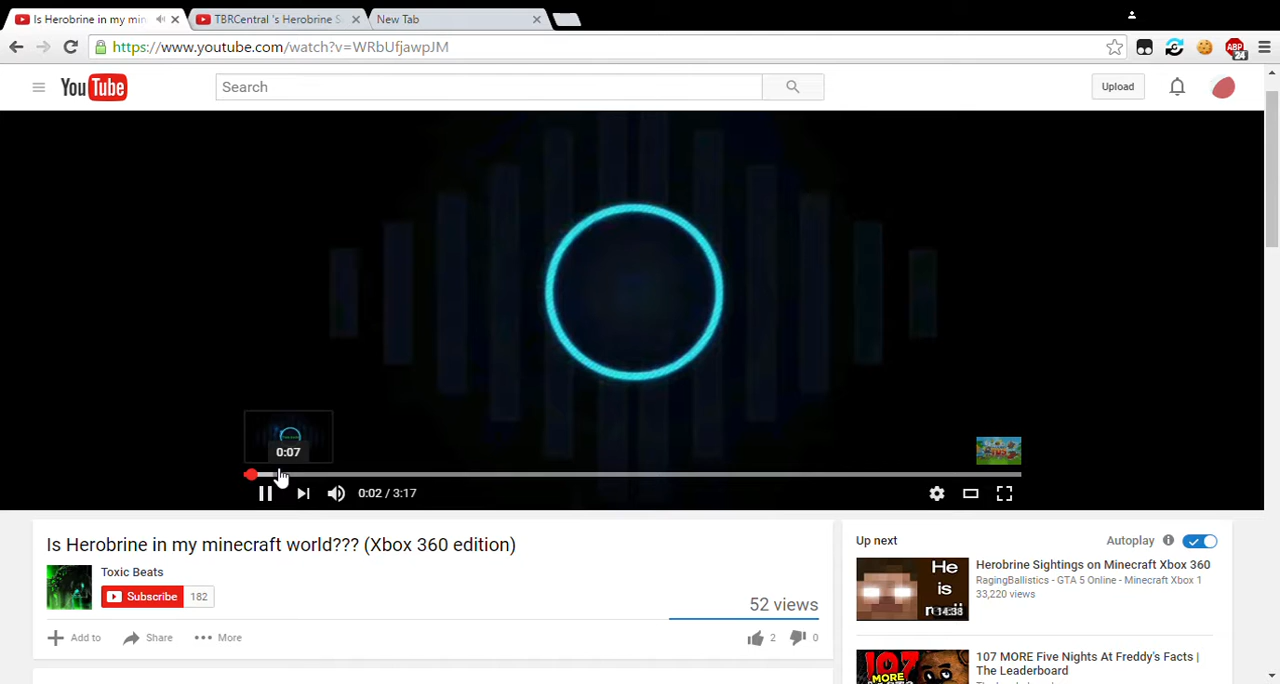 Is Herobrine in my min
TBRCentral 's Herobrine S
New Tab
https://www.youtube.com/watch?v=WRbUfjawpJM
ABP
24
YouTube
Search
Upload
0:07
0:02 / 3:17
Is Herobrine in my minecraft world??? (Xbox 360 edition)
Toxic Beats
Subscribe 182
52 views
Add to Share More
2 0
Up next
Autoplay
He
is
14:38
Herobrine Sightings on Minecraft Xbox 360
RagingBallistics - GTA 5 Online - Minecraft Xbox 1
33,220 views
107
MORE
107 MORE Five Nights At Freddy's Facts |
The Leaderboard